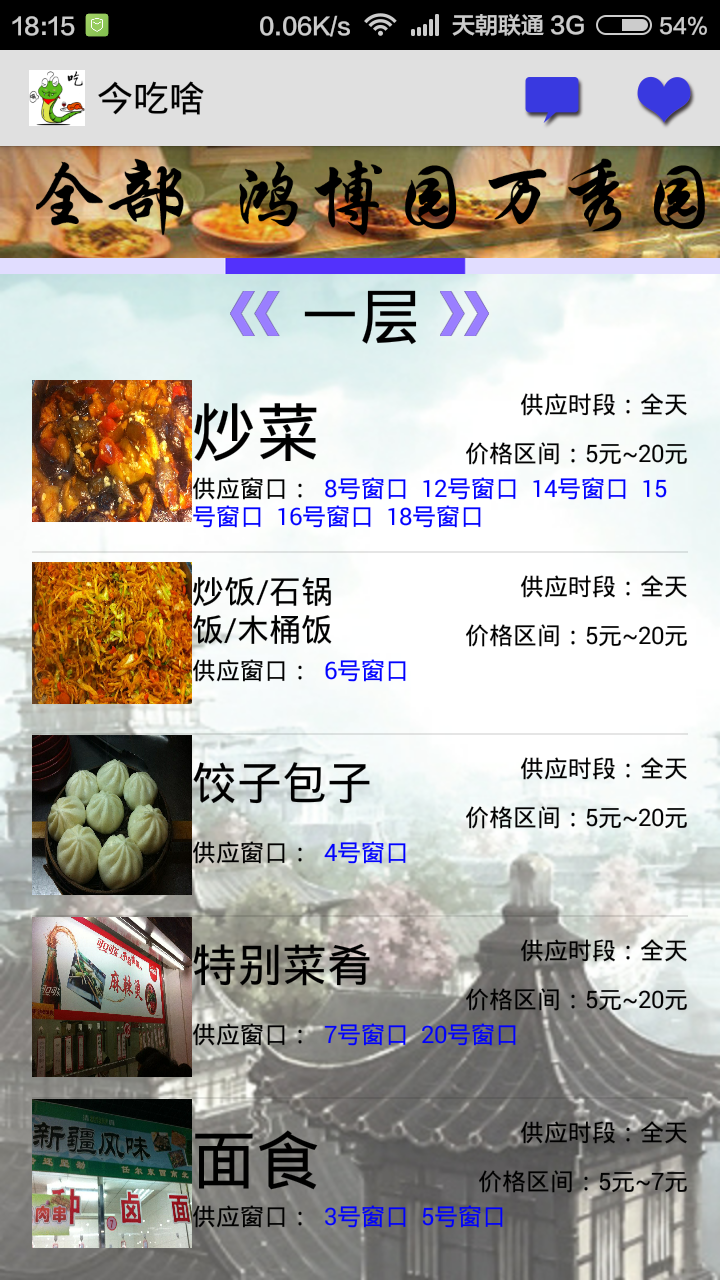 18:15 0.06K/s 天朝联通 3G 54%
吃
今吃啥
全部 鸿博园 万秀园
一层
炒菜
供应时段：全天
价格区间：5元~20元
供应窗口： 8号窗口 12号窗口 14号窗口 15
号窗口 16号窗口 18号窗口
炒饭/石锅
饭/木桶饭
供应时段：全天
价格区间：5元~20元
供应窗口： 6号窗口
饺子包子
供应时段：全天
价格区间：5元~20元
供应窗口： 4号窗口
麻辣烫
特别菜肴
供应时段：全天
价格区间：5元~20元
供应窗口： 7号窗口 20号窗口
新疆风味
卤 面
肉串
7
面食
供应时段：全天
价格区间：5元~7元
供应窗口： 3号窗口 5号窗口